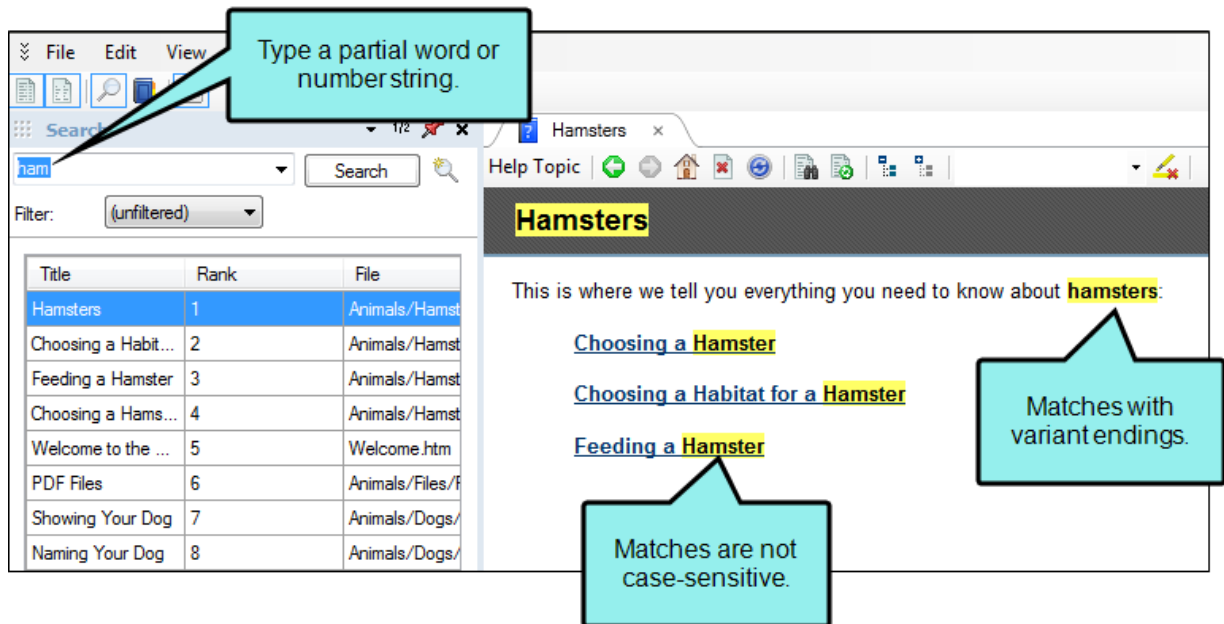 Type a partial word or
number string.
File Edit View
Search
1/2
ham
Search
Filter: (unfiltered)
Title Rank File
Hamsters 1 Animals/Hamst
Choosing a Habit... 2 Animals/Hamst
Feeding a Hamster 3 Animals/Hamst
Choosing a Hams... 4 Animals/Hamst
Welcome to the ... 5 Welcome.htm
PDF Files 6 Animals/Files/F
Showing Your Dog 7 Animals/Dogs/
Naming Your Dog 8 Animals/Dogs/
Hamsters
Help Topic
Hamsters
This is where we tell you everything you need to know about hamsters:
Choosing a Hamster
Choosing a Habitat for a Hamster
Feeding a Hamster
Matches with
variant endings.
Matches are not
case-sensitive.